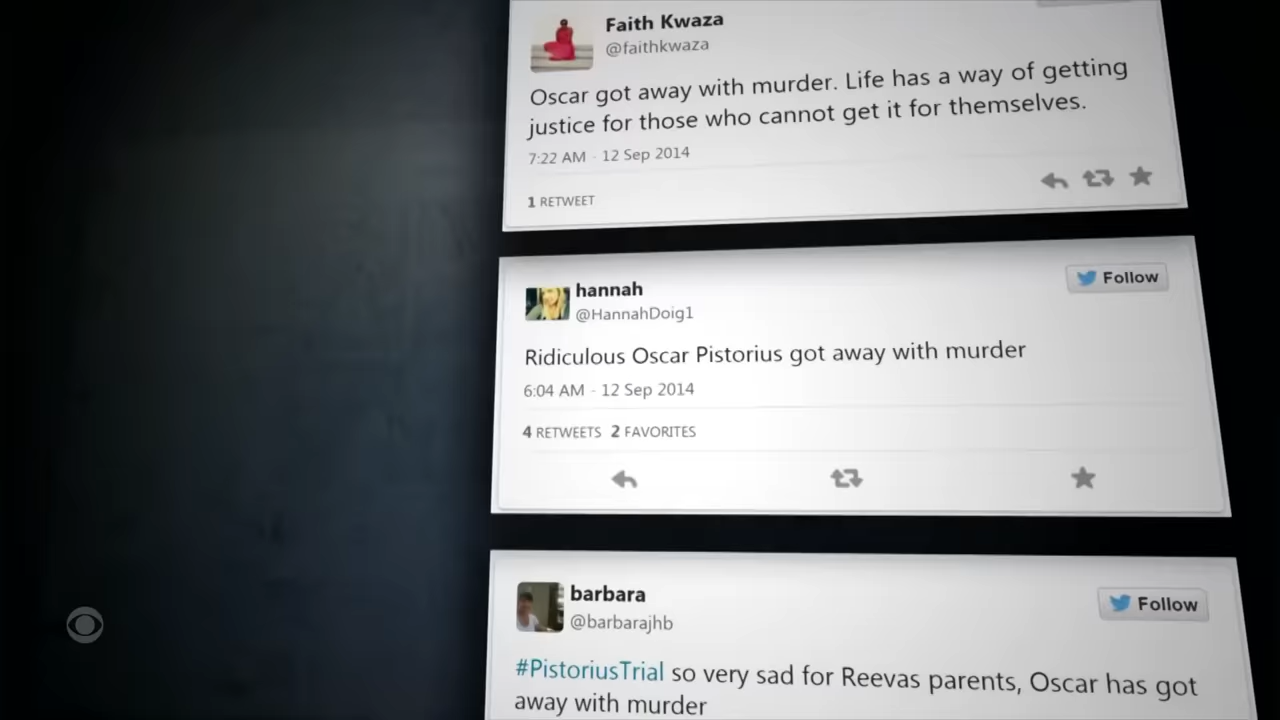 Faith Kwaza
@faithkwaza
Oscar got away with murder. Life has a way of getting
justice for those who cannot get it for themselves.
7:22 AM · 12 Sep 2014
1 RETWEET
hannah
@HannahDoig1
Follow
Ridiculous Oscar Pistorius got away with murder
6:04 AM · 12 Sep 2014
4 RETWEETS 2 FAVORITES
barbara
@barbarajhb
Follow
#PistoriusTrial so very sad for Reevas parents, Oscar has got
away with murder